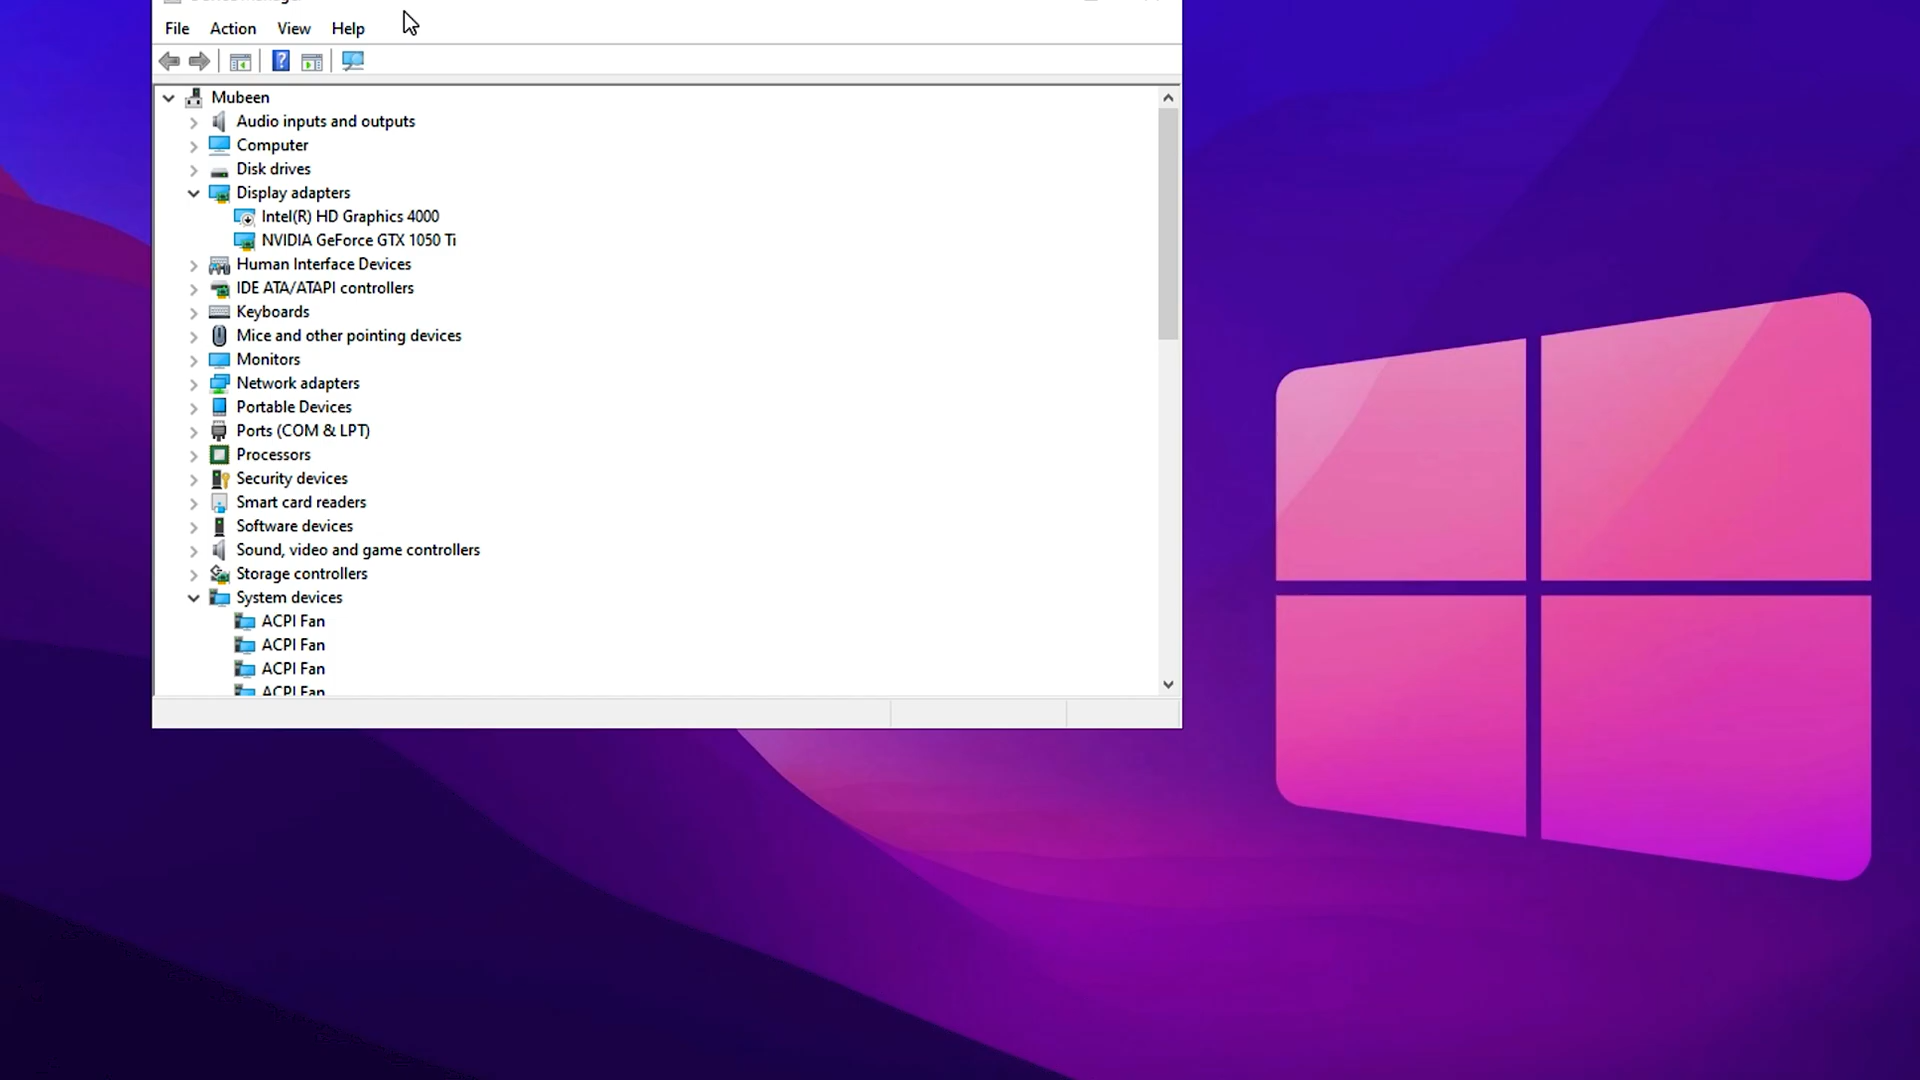 File Action View Help
Mubeen
Audio inputs and outputs
Computer
Disk drives
Display adapters
Intel(R) HD Graphics 4000
NVIDIA GeForce GTX 1050 Ti
Human Interface Devices
IDE ATA/ATAPI controllers
Keyboards
Mice and other pointing devices
Monitors
Network adapters
Portable Devices
Ports (COM & LPT)
Processors
Security devices
Smart card readers
Software devices
Sound, video and game controllers
Storage controllers
System devices
ACPI Fan
ACPI Fan
ACPI Fan
ACPI Fan